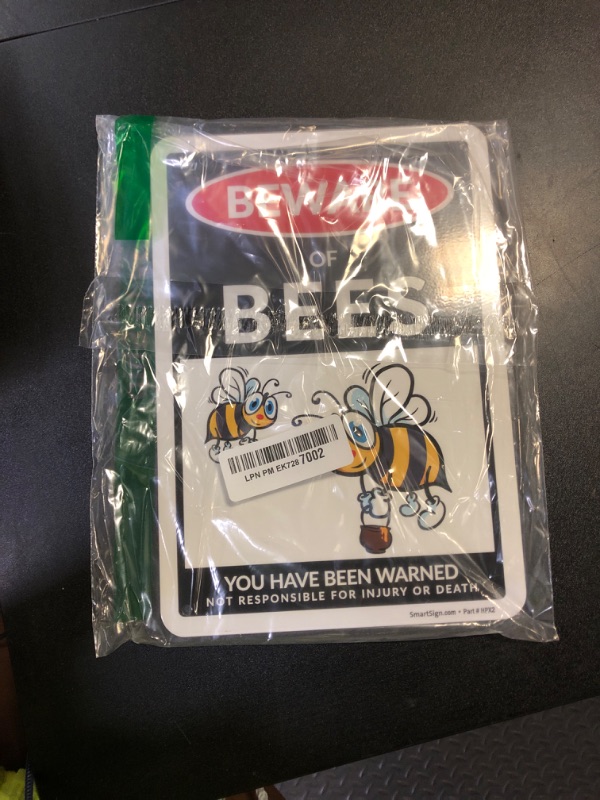 BEWARE
OF
BEES
LPN PM EK728 7002
YOU HAVE BEEN WARNED
NOT RESPONSIBLE FOR INJURY OR DEATH
SmartSign.com • Part # HPX2